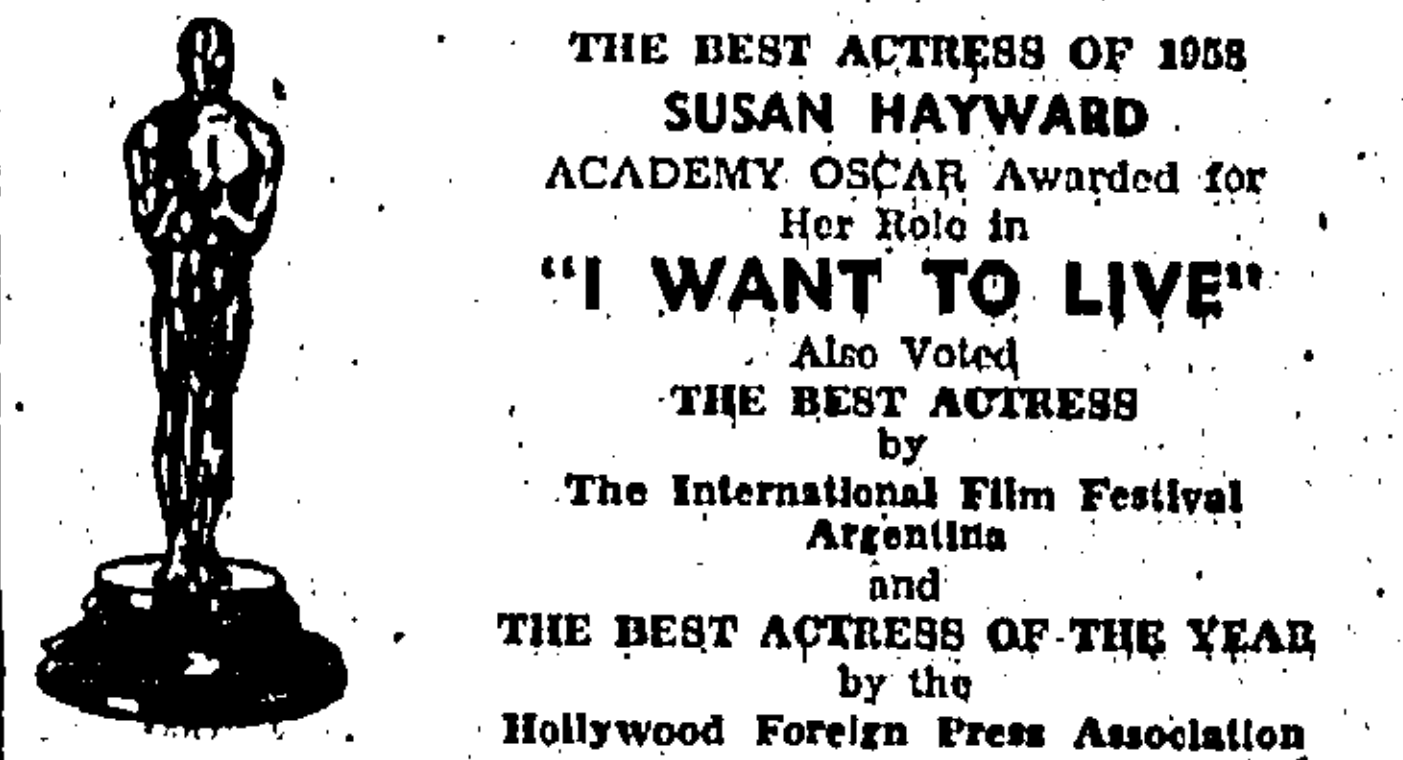 THE BEST ACTRESS OF 1958
SUSAN HAYWARD
ACADEMY OSCAR Awarded for
Her Role in
"I WANT TO LIVE"
Also Voted
THE BEST ACTRESS
by
The International Film Festival
Argentina
and
THE BEST ACTRESS OF THE YEAR
by the
Hollywood Foreign Press Association